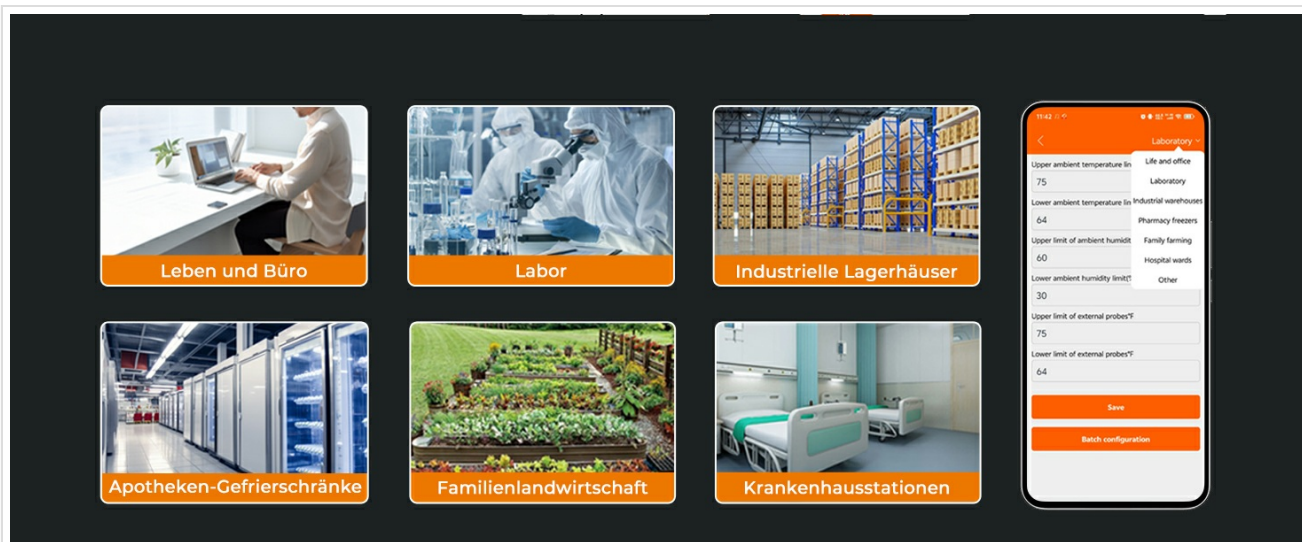 Leben und Büro
Labor
Industrielle Lagerhäuser
Apotheken-Gefrierschränke
Familienlandwirtschaft
Krankenhausstationen
11:42
Laboratory
Life and office
Laboratory
Industrial warehouses
Pharmacy freezers
Family farming
Hospital wards
Other
Upper ambient temperature lin
75
Lower ambient temperature lin
64
Upper limit of ambient humidit
60
Lower ambient humidity limit(
30
Upper limit of external probes°F
75
Lower limit of external probes°F
64
Save
Batch configuration